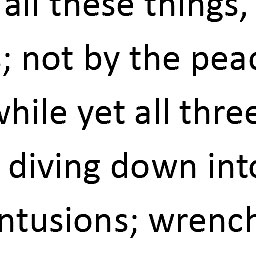 all these things,
; not by the peac
while yet all three
diving down into
ntusions; wrench